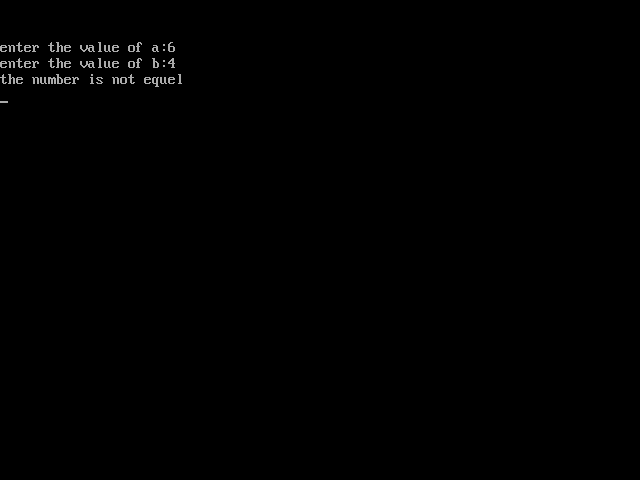 enter the value of a:6
enter the value of b:4
the number is not equel